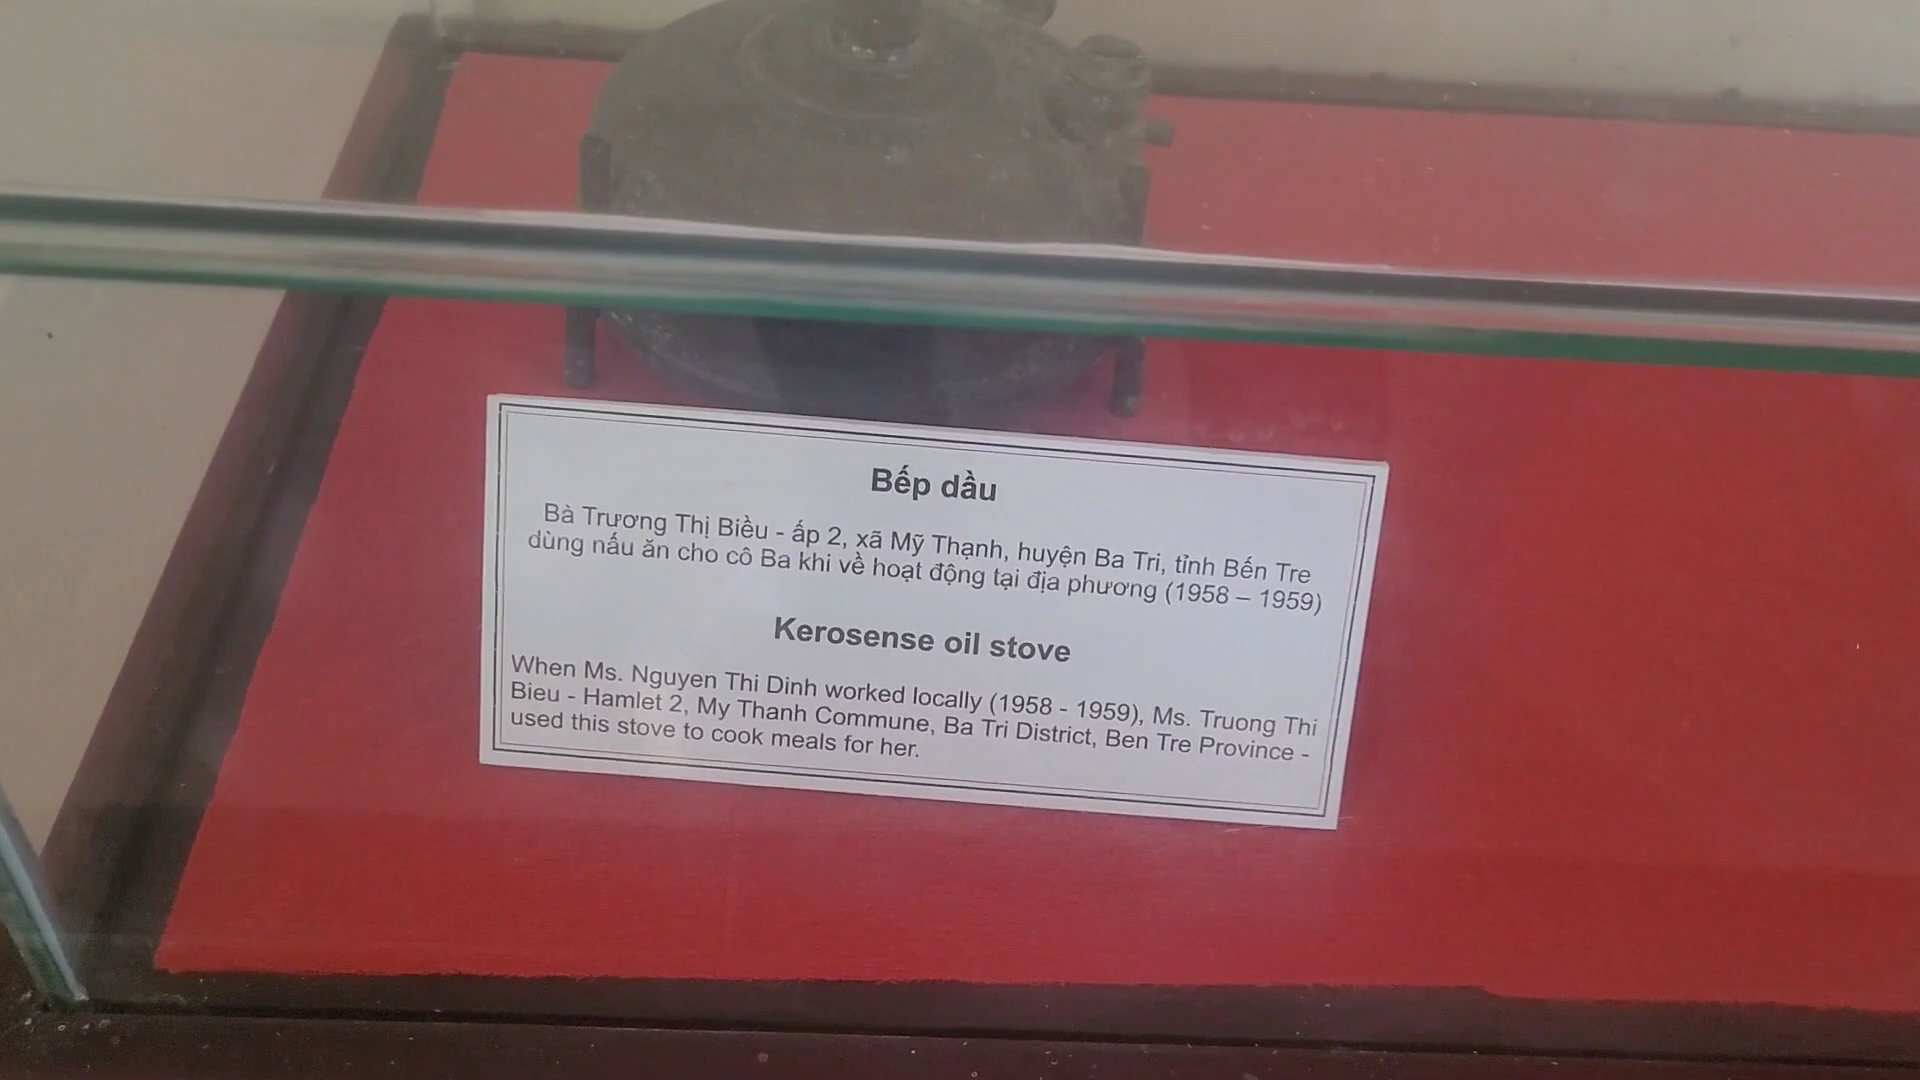 Bếp dầu
Bà Trương Thị Biều - ấp 2, xã Mỹ Thạnh, huyện Ba Tri, tỉnh Bến Tre
dùng nấu ăn cho cô Ba khi về hoạt động tại địa phương (1958 – 1959)
Kerosense oil stove
When Ms. Nguyen Thi Dinh worked locally (1958 - 1959), Ms. Truong Thi
Bieu - Hamlet 2, My Thanh Commune, Ba Tri District, Ben Tre Province -
used this stove to cook meals for her.